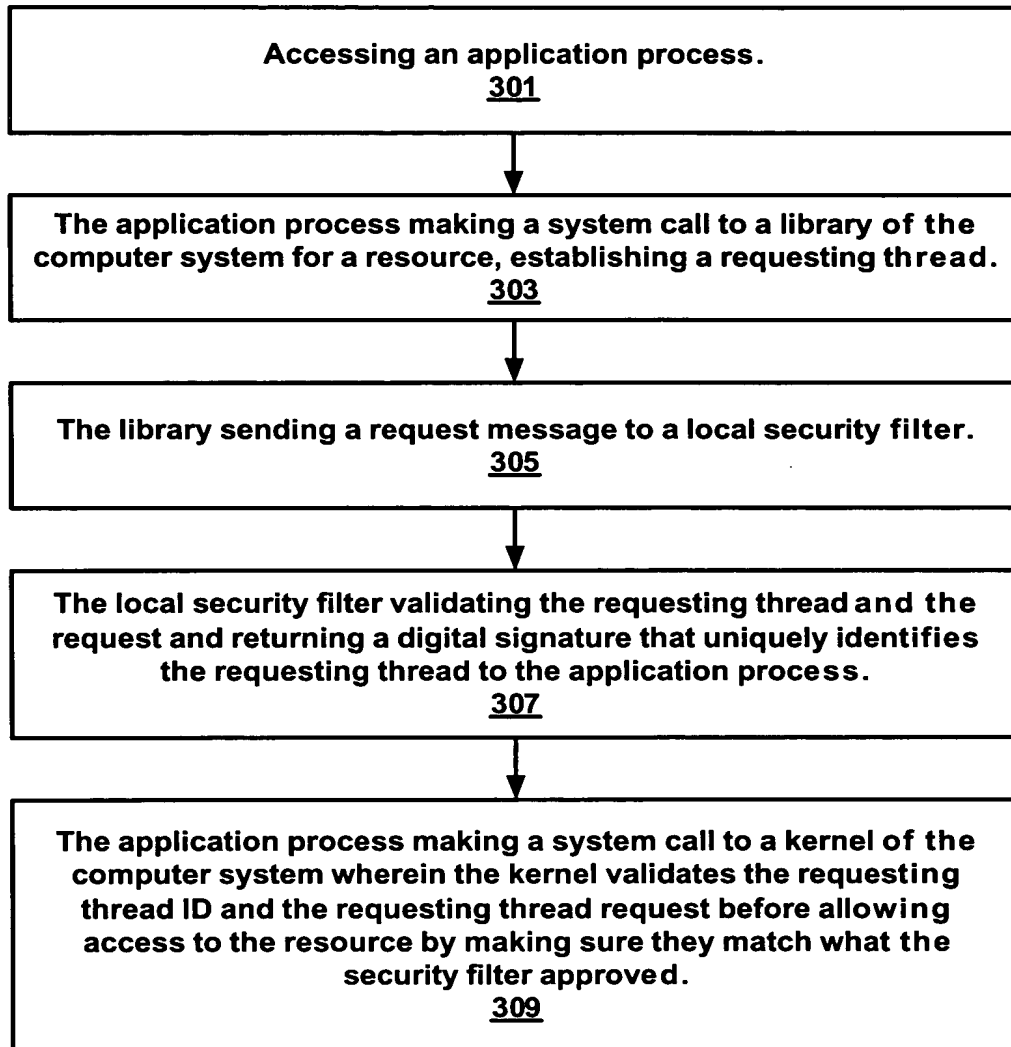 Accessing an application process.
301
The application process making a system call to a library of the
computer system for a resource, establishing a requesting thread.
303
The library sending a request message to a local security filter.
305
The local security filter validating the requesting thread and the
request and returning a digital signature that uniquely identifies
the requesting thread to the application process.
307
The application process making a system call to a kernel of the
computer system wherein the kernel validates the requesting
thread ID and the requesting thread request before allowing
access to the resource by making sure they match what the
security filter approved.
309